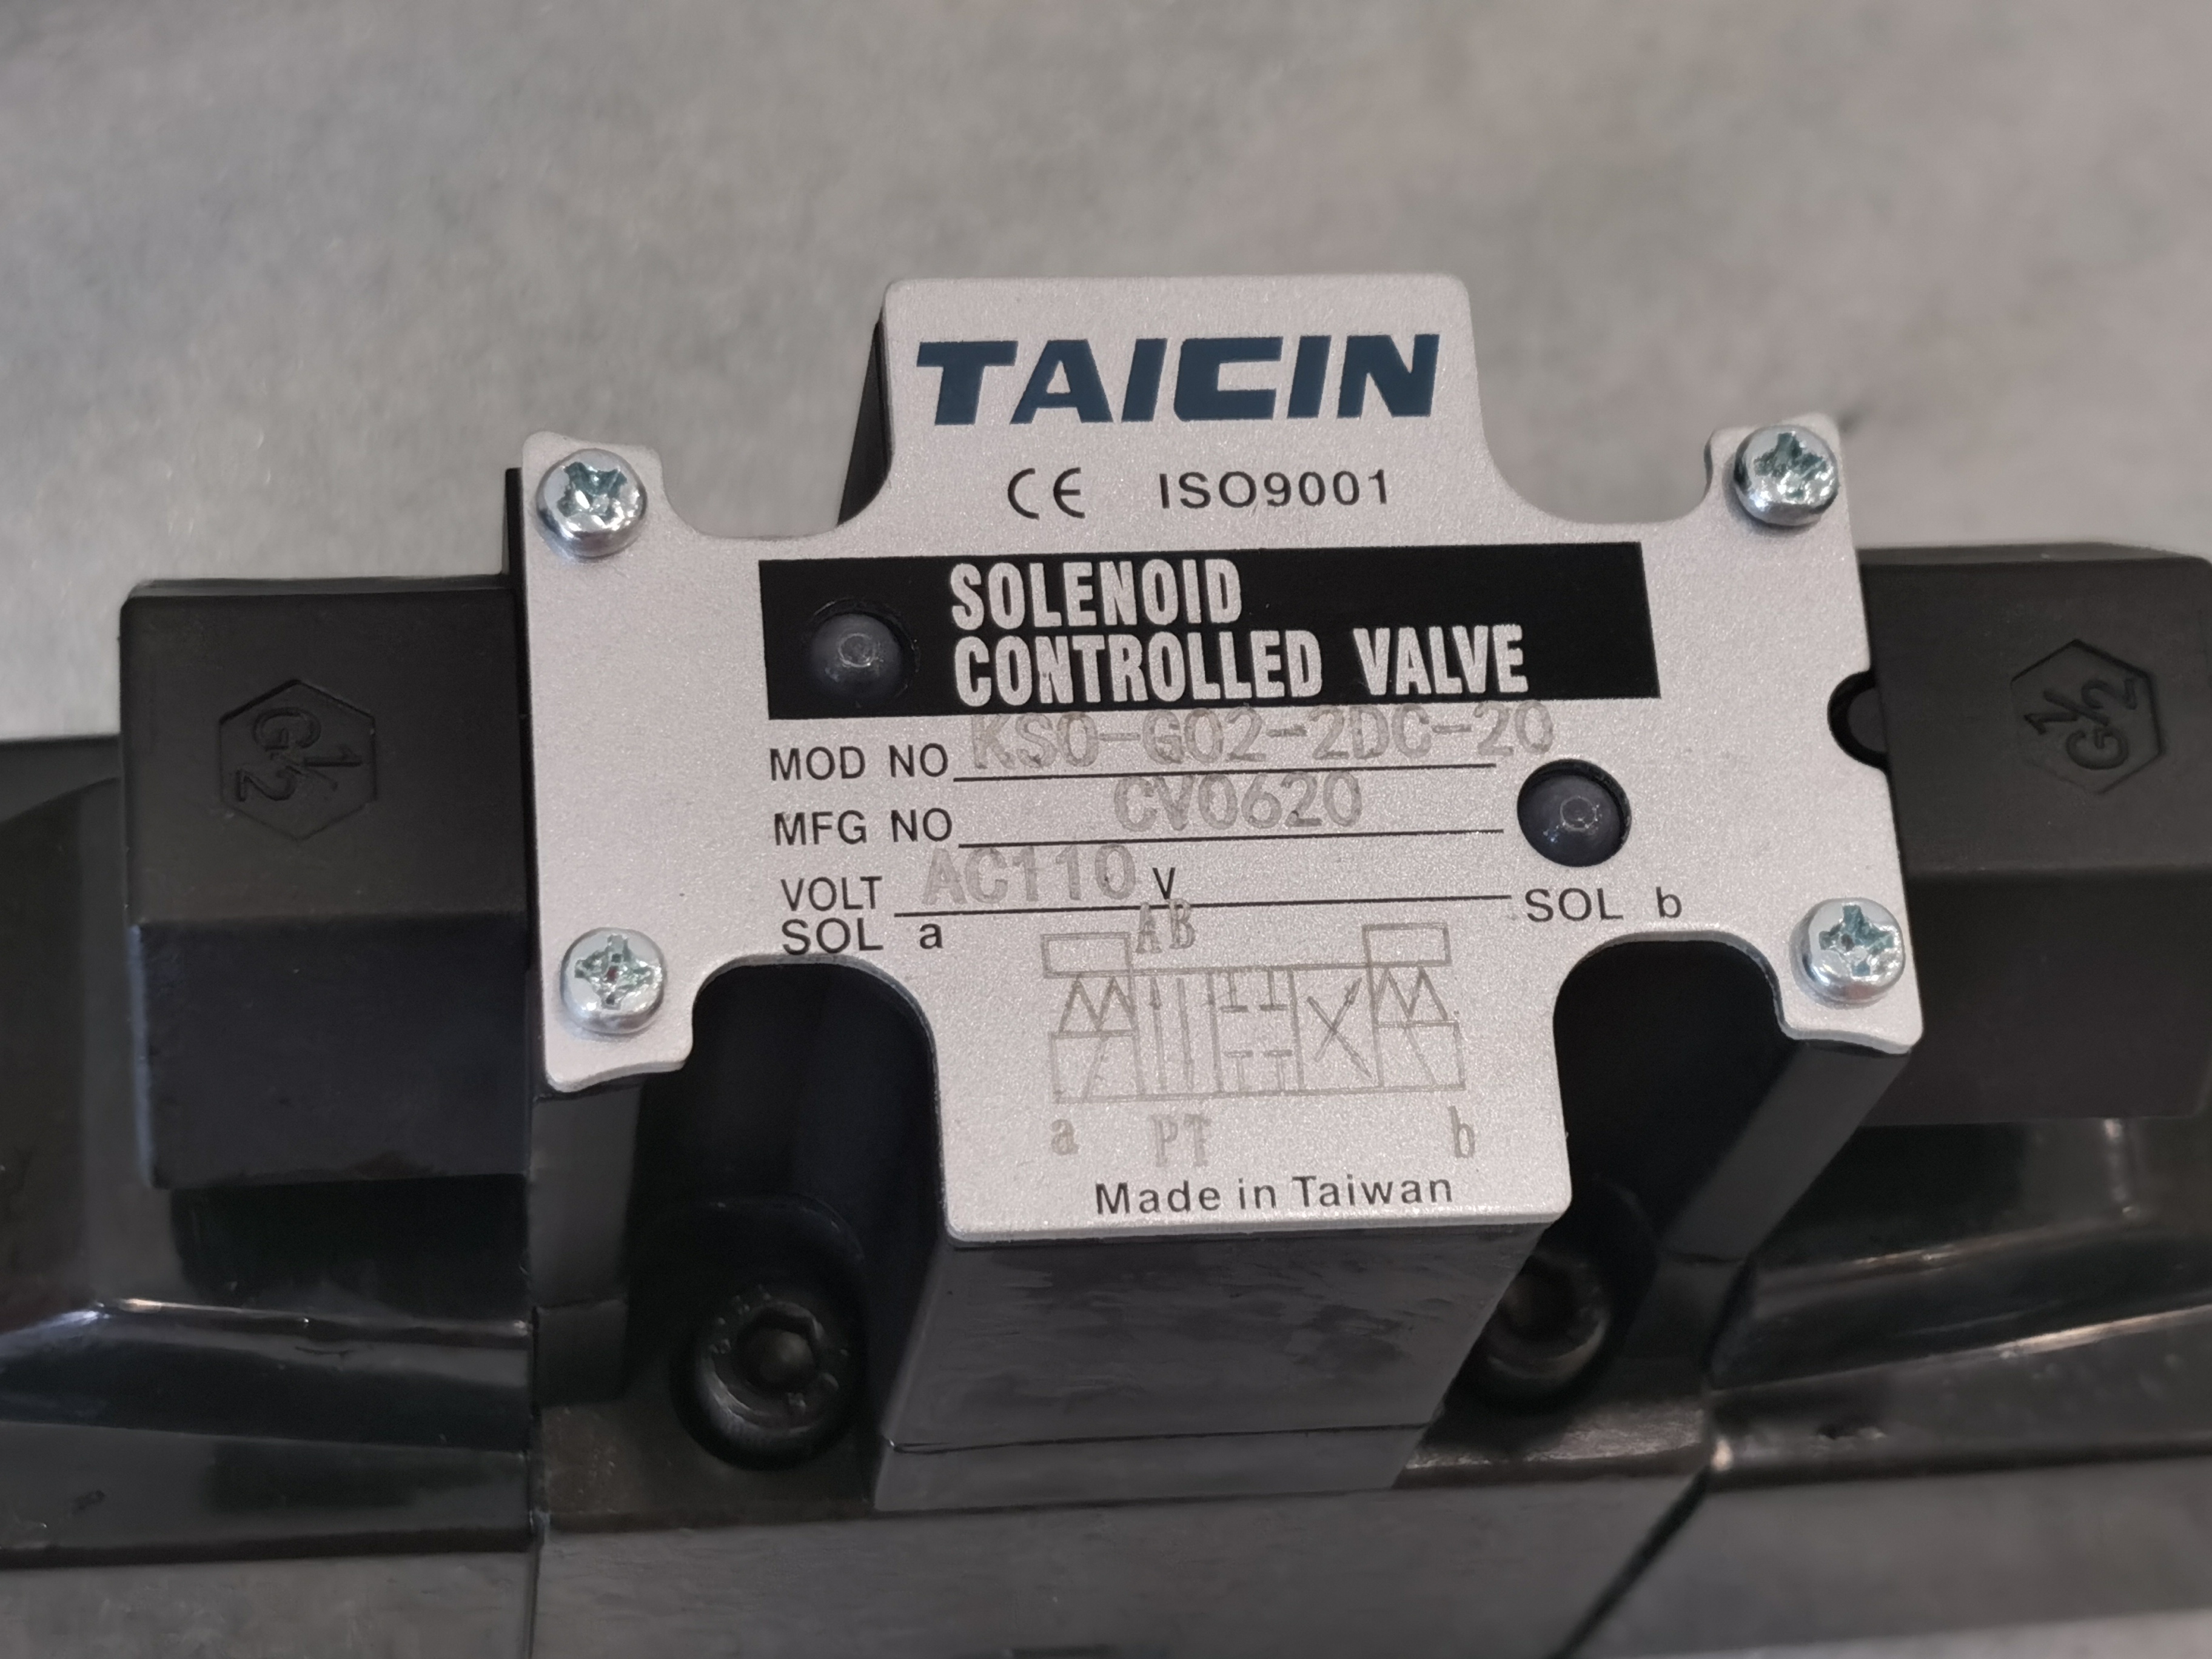 TAICIN
CE ISO9001
SOLENOID
CONTROLLED VALVE
MOD NO KSO-G02-2DC-20
MFG NO CV0620
VOLT AC110 V
SOL a
SOL b
AB
a PT b
Made in Taiwan
G1/2
G1/2